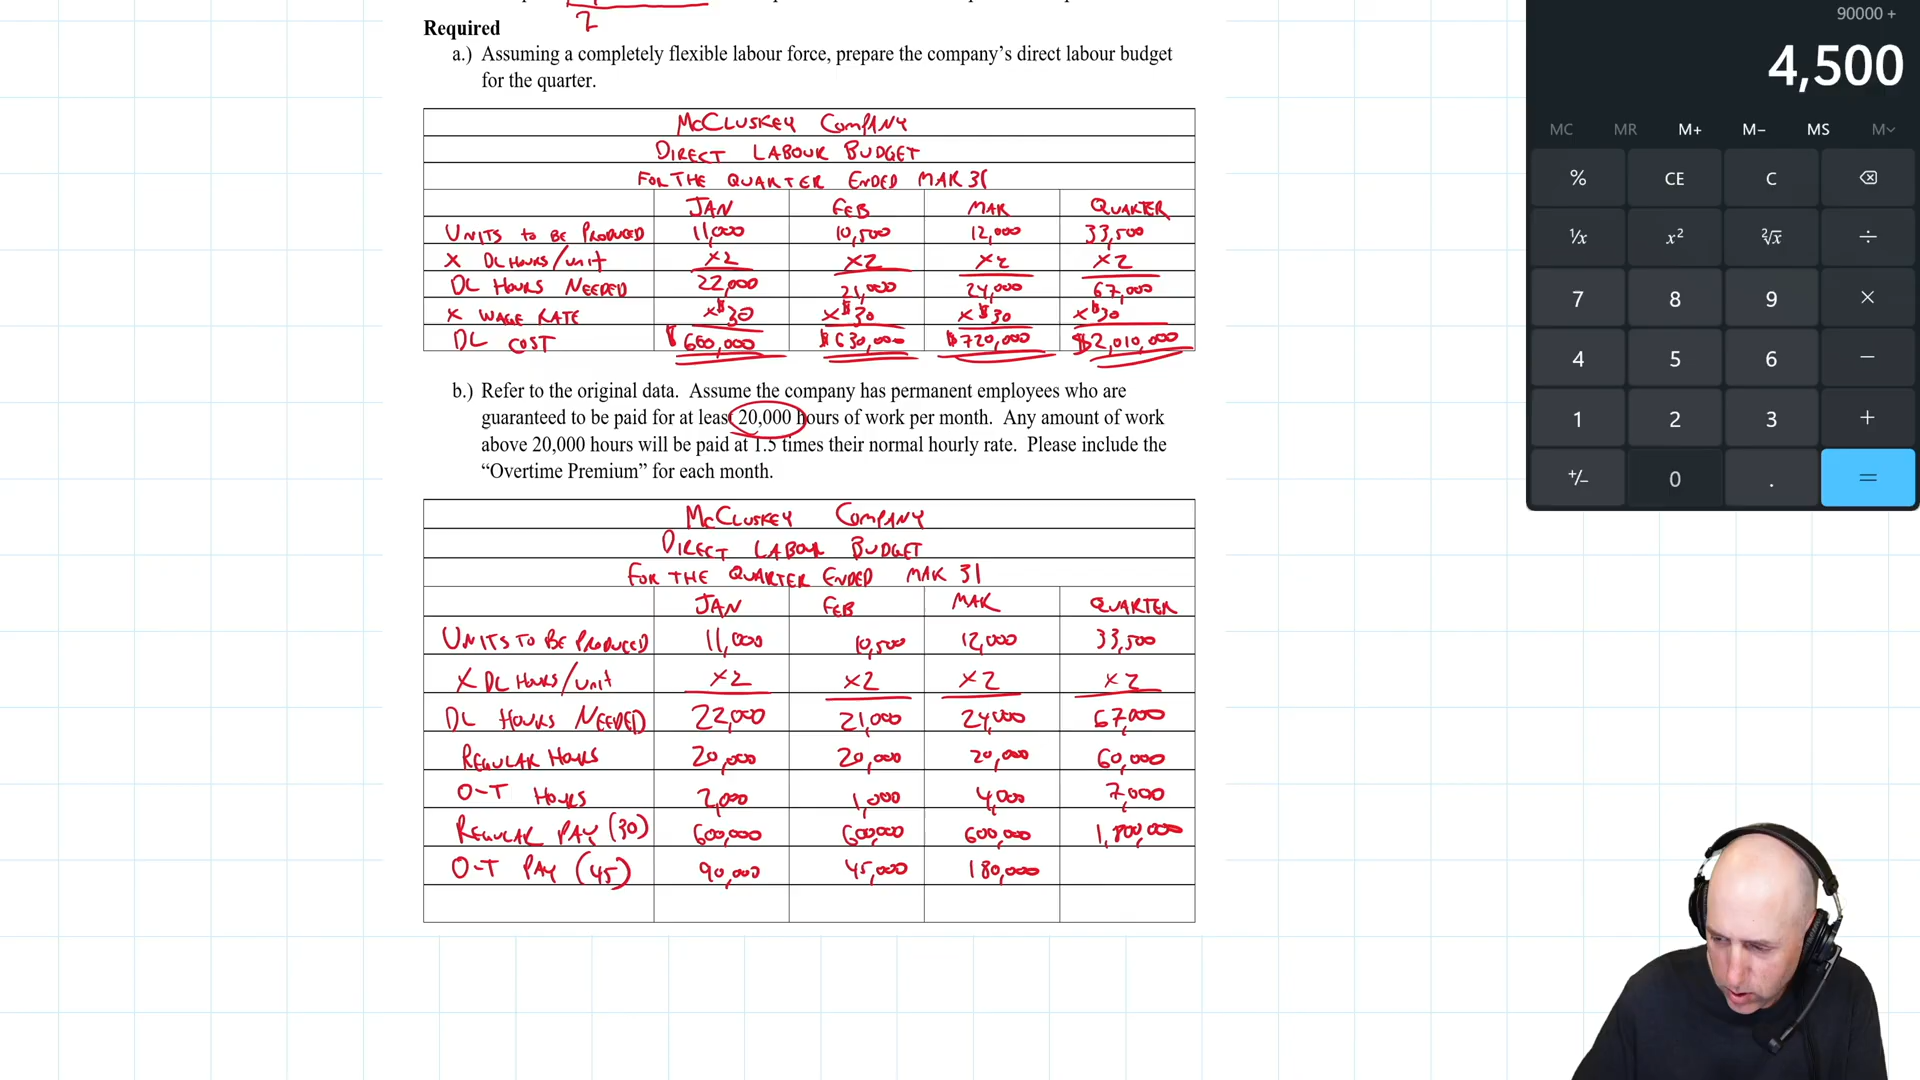 2
Required
a.) Assuming a completely flexible labour force, prepare the company's direct labour budget
for the quarter.
McCLUSKEY COMPANY
DIRECT LABOUR BUDGET
FOR THE QUARTER ENDED MAR 31
JAN FEB MAR QUARTER
UNITS TO BE PRODUCED 11,000 10,500 12,000 33,500
X DL HOURS/UNIT X2 X2 X2 X2
DL HOURS NEEDED 22,000 21,000 24,000 67,000
X WAGE RATE X$30 X$30 X$30 X$30
DL COST $660,000 $630,000 $720,000 $2,010,000
b.) Refer to the original data. Assume the company has permanent employees who are
guaranteed to be paid for at least 20,000 hours of work per month. Any amount of work
above 20,000 hours will be paid at 1.5 times their normal hourly rate. Please include the
“Overtime Premium” for each month.
McCLUSKEY COMPANY
DIRECT LABOUR BUDGET
FOR THE QUARTER ENDED MAR 31
JAN FEB MAR QUARTER
UNITS TO BE PRODUCED 11,000 10,500 12,000 33,500
X DL HOURS/UNIT X2 X2 X2 X2
DL HOURS NEEDED 22,000 21,000 24,000 67,000
REGULAR HOURS 20,000 20,000 20,000 60,000
O-T HOURS 2,000 1,000 4,000 7,000
REGULAR PAY (30) 600,000 600,000 600,000 1,800,000
O-T PAY (45) 90,000 45,000 180,000
90000 +
4,500
MC MR M+ M− MS M˅
% CE C ⌫
¹/x x² ²√x ÷
7 8 9 ×
4 5 6 −
1 2 3 +
+/− 0 . =